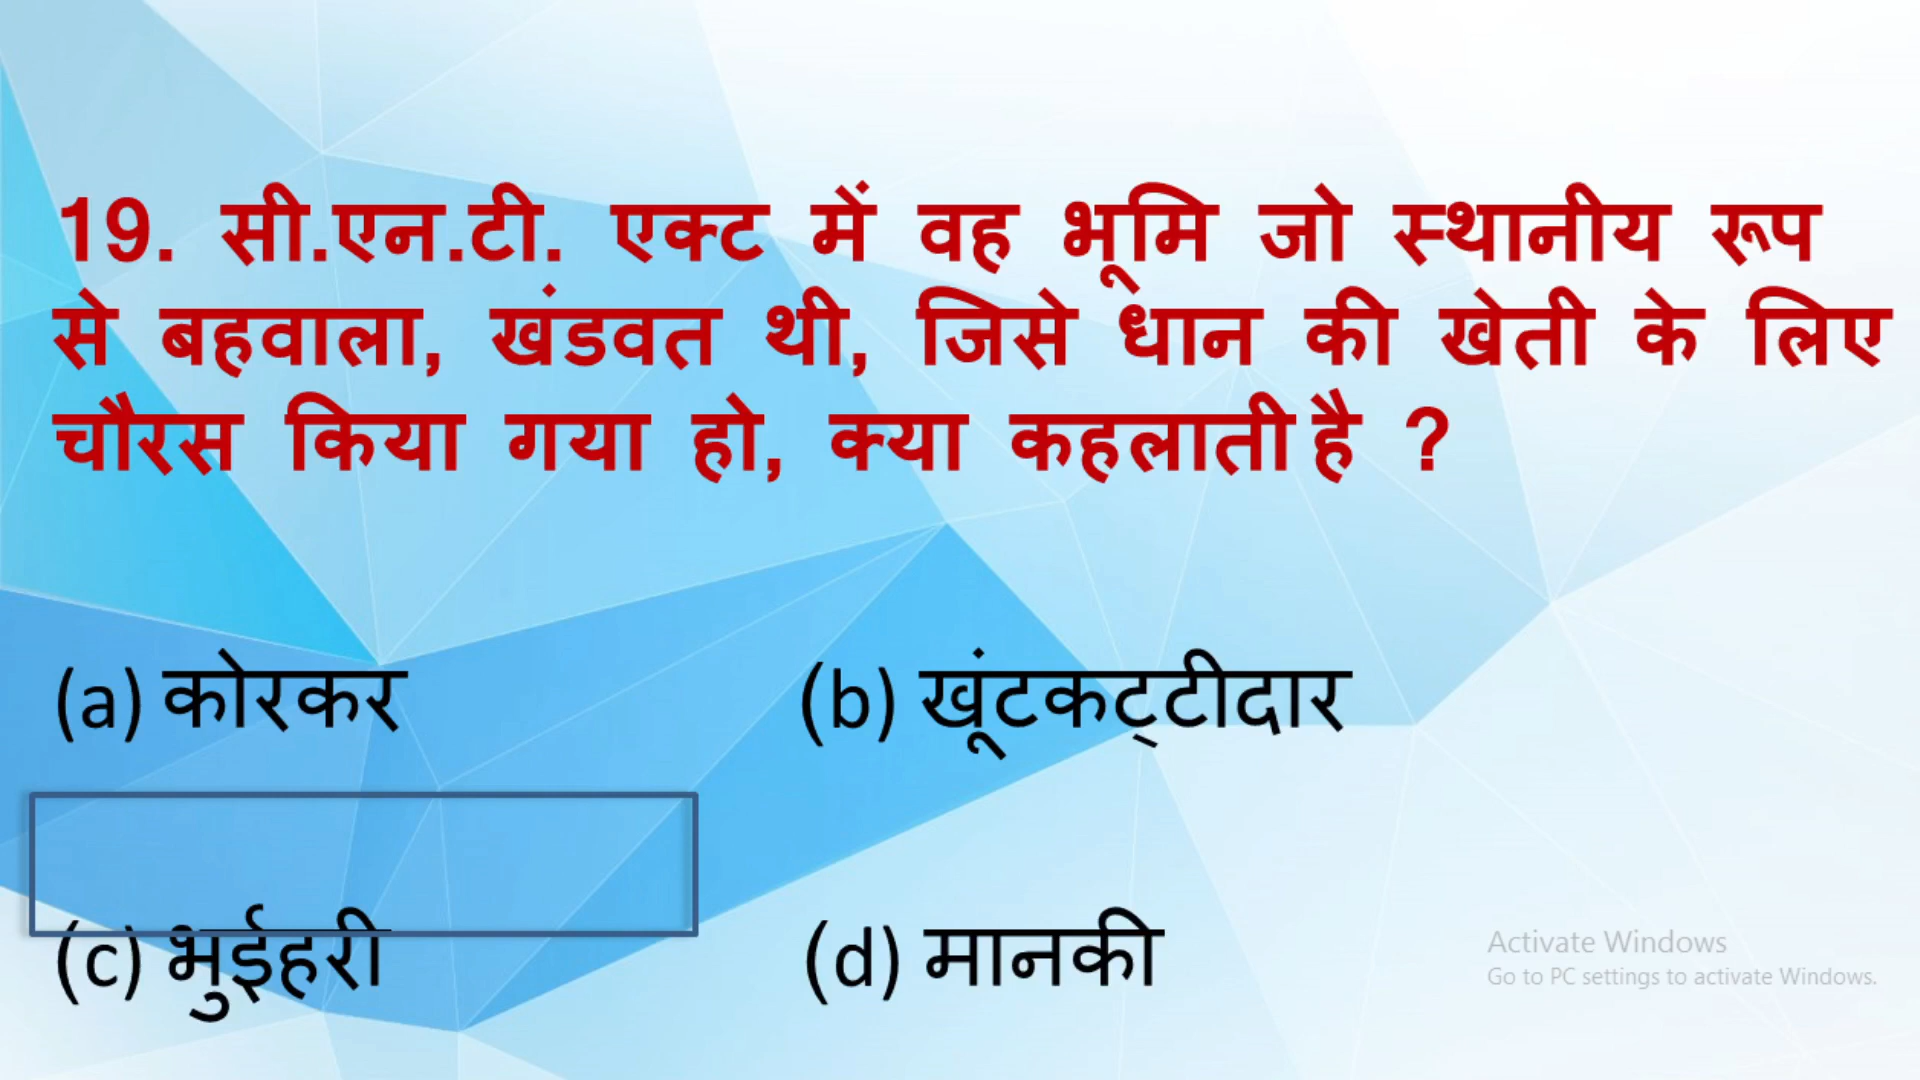 19. सी.एन.टी. एक्ट में वह भूमि जो स्थानीय रूप
से बहवाला, खंडवत थी, जिसे धान की खेती के लिए
चौरस किया गया हो, क्या कहलाती है ?
(a) कोरकर (b) खूंटकट्टीदार
(c) भुईहरी (d) मानकी
Activate Windows
Go to PC settings to activate Windows.